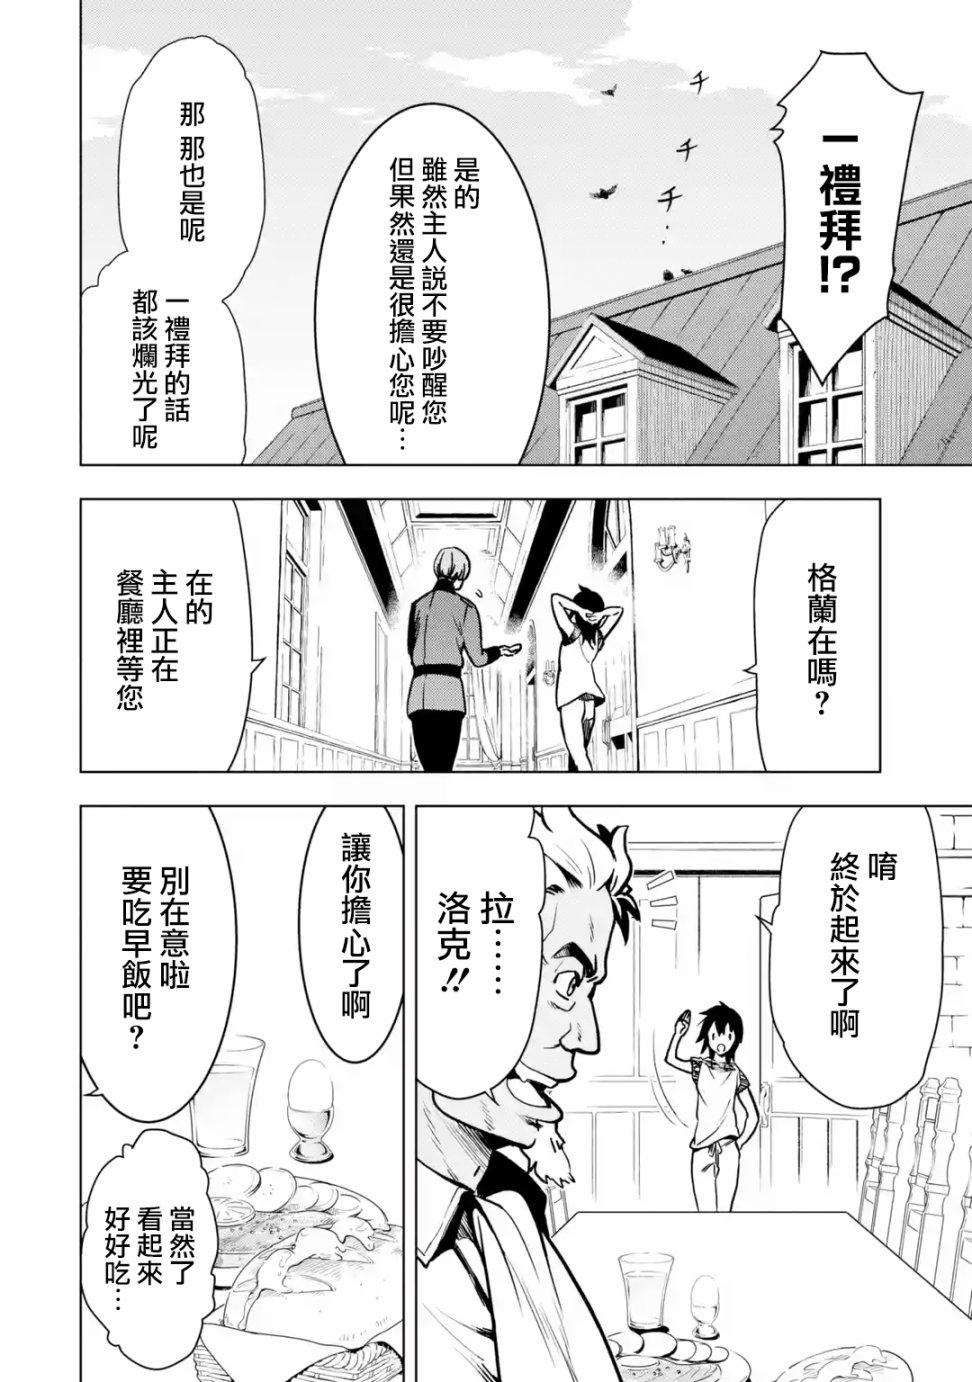 一禮拜!?
千
千
千
…
是的
雖然主人説不要吵醒您
但果然還是很擔心您呢…
那 那也是呢
一禮拜的話
都該爛光了呢
格蘭在嗎?
在的
主人正在
餐廳裡等您
唷
終於起來了啊
拉……
洛克!!
讓你擔心了啊
別在意啦
要吃早飯吧?
當然了
看起來
好好吃…